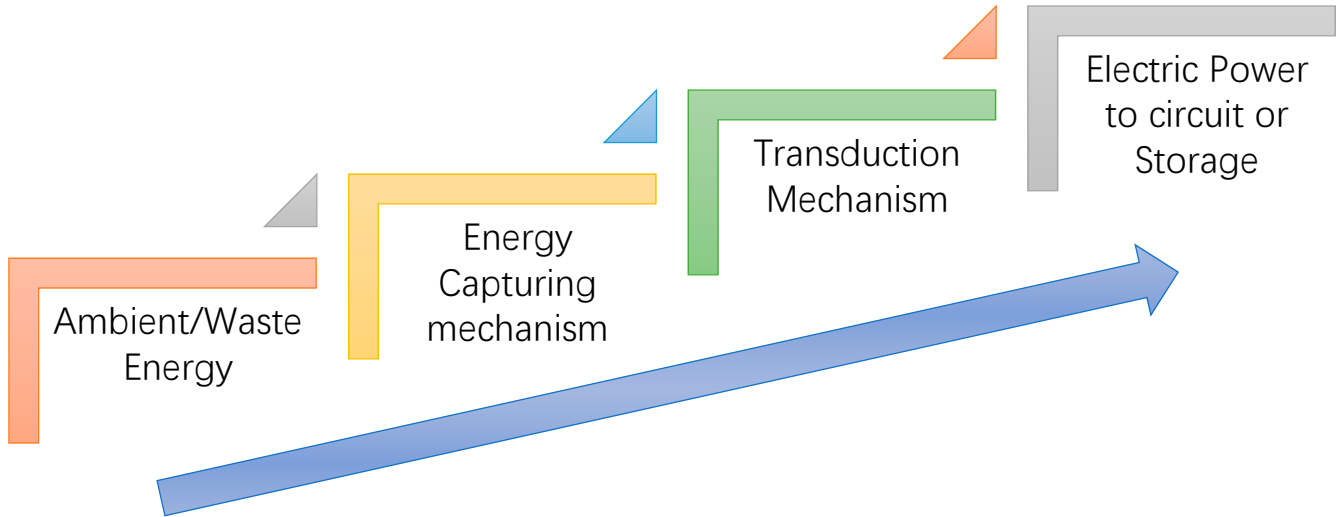 Ambient/Waste
Energy
Energy
Capturing
mechanism
Transduction
Mechanism
Electric Power
to circuit or
Storage